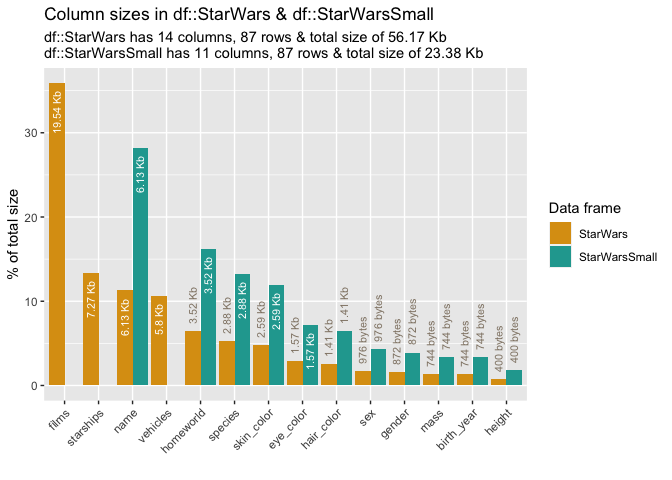 Column sizes in df::StarWars & df::StarWarsSmall
df::StarWars has 14 columns, 87 rows & total size of 56.17 Kb
df::StarWarsSmall has 11 columns, 87 rows & total size of 23.38 Kb
% of total size
30
20
10
0
19.54 Kb
7.27 Kb
6.13 Kb
6.13 Kb
5.8 Kb
3.52 Kb
3.52 Kb
2.88 Kb
2.88 Kb
2.59 Kb
2.59 Kb
1.57 Kb
1.57 Kb
1.41 Kb
1.41 Kb
976 bytes
976 bytes
872 bytes
872 bytes
744 bytes
744 bytes
744 bytes
744 bytes
400 bytes
400 bytes
films
starships
name
vehicles
homeworld
species
skin_color
eye_color
hair_color
sex
gender
mass
birth_year
height
Data frame
StarWars
StarWarsSmall